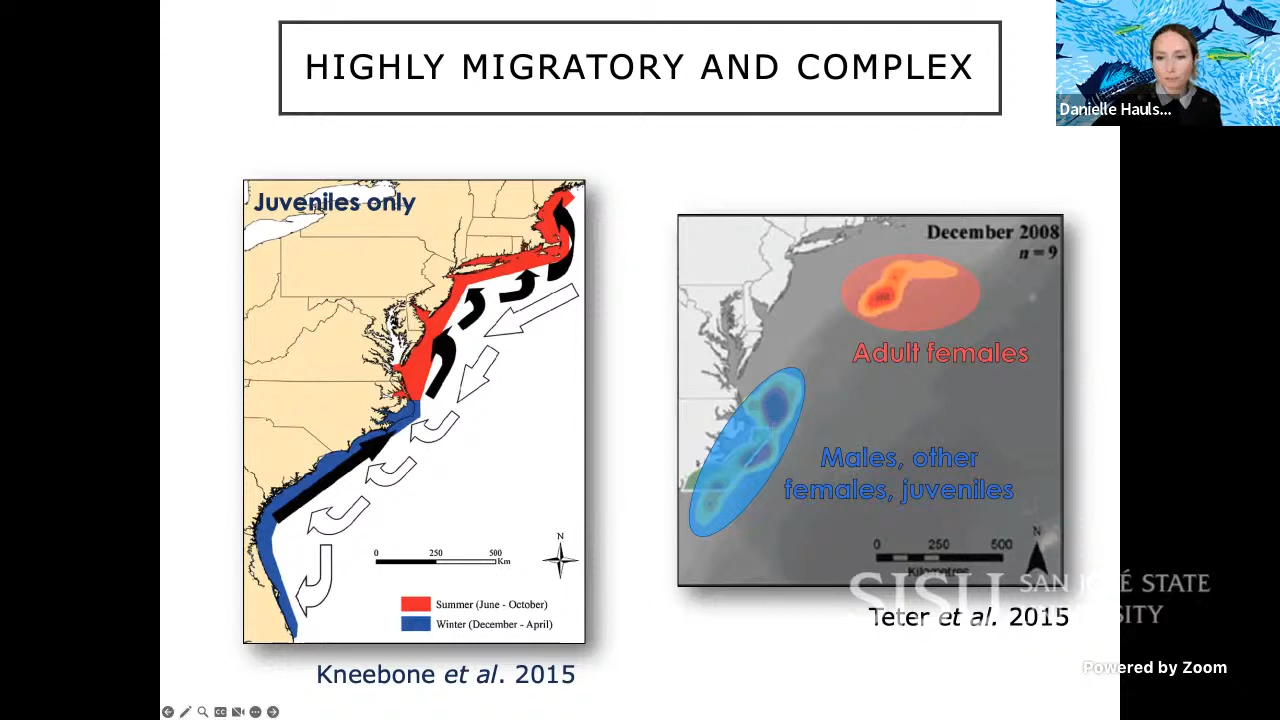 HIGHLY MIGRATORY AND COMPLEX
Danielle Hauls...
Juveniles only
N
0 250 500
Km
Summer (June - October)
Winter (December - April)
Kneebone et al. 2015
December 2008
n = 9
Adult females
Males, other
females, juveniles
N
0 250 500
Kilometres
Teter et al. 2015
SJSU SAN JOSÉ STATE
UNIVERSITY
Powered by Zoom